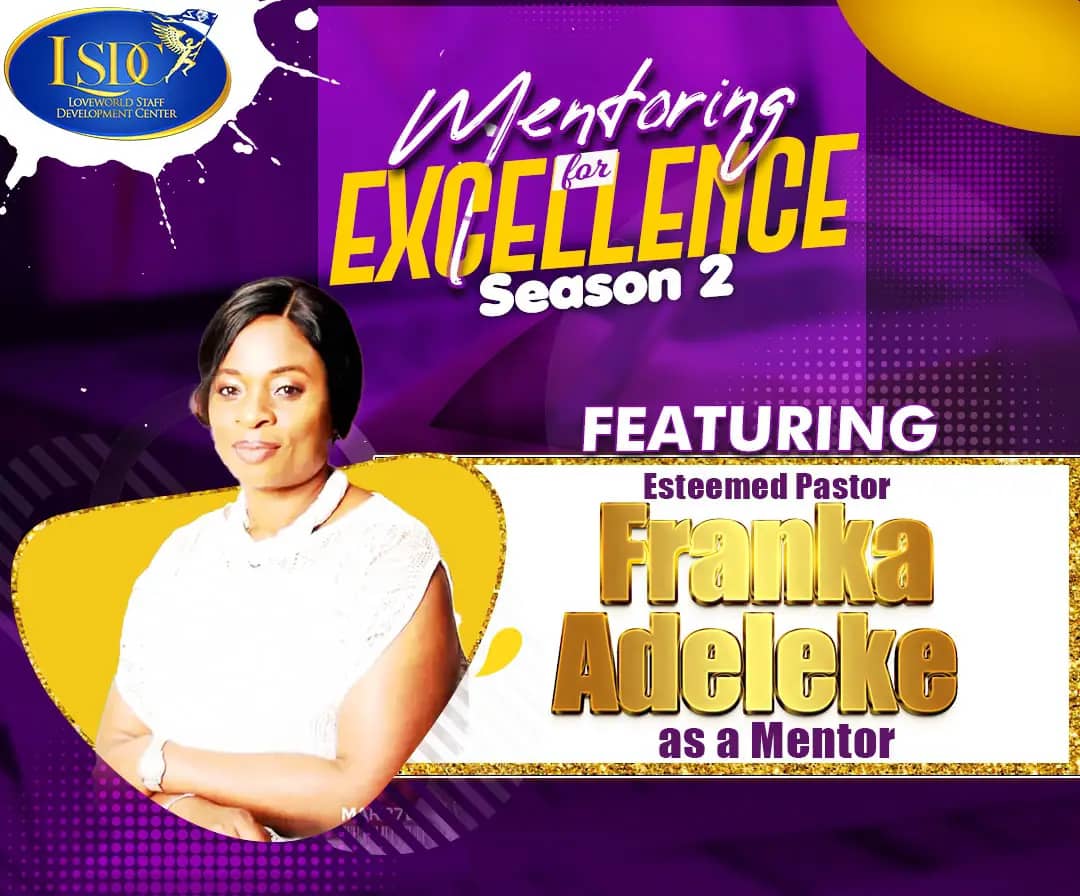 LSDC
LOVEWORLD STAFF
DEVELOPMENT CENTER
Mentoring
for
EXCELLENCE
Season 2
FEATURING
Esteemed Pastor
Franka
Adeleke
as a Mentor